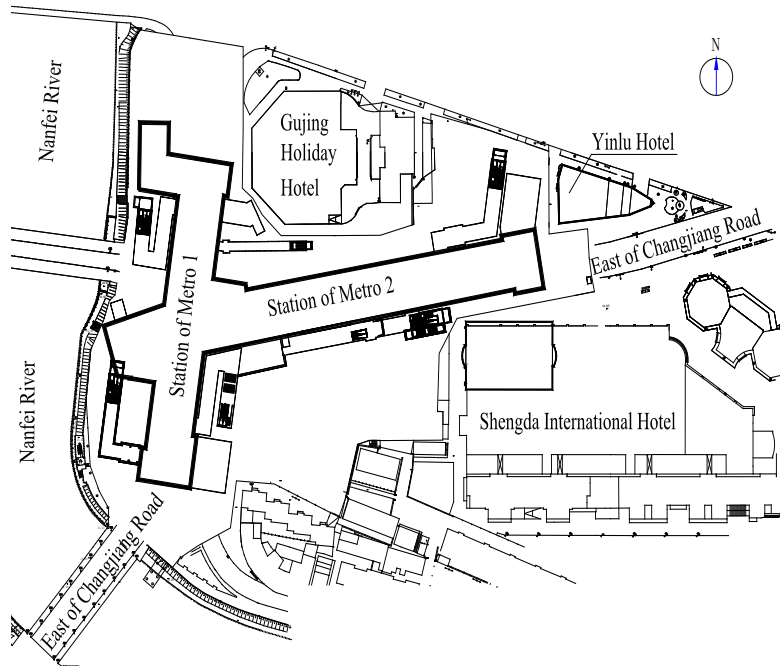 N
Nanfei River
Gujing
Holiday
Hotel
Yinlu Hotel
East of Changjiang Road
Station of Metro 1
Station of Metro 2
Nanfei River
Shengda International Hotel
East of Changjiang Road